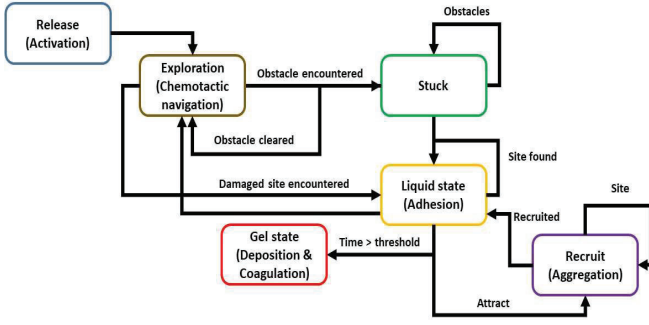 Release
(Activation)
Obstacles
Exploration
(Chemotactic
navigation)
Obstacle encountered
Stuck
Obstacle cleared
Site found
Damaged site encountered
Liquid state
(Adhesion)
Site
Recruited
Gel state
(Deposition &
Coagulation)
Time > threshold
Recruit
(Aggregation)
Attract